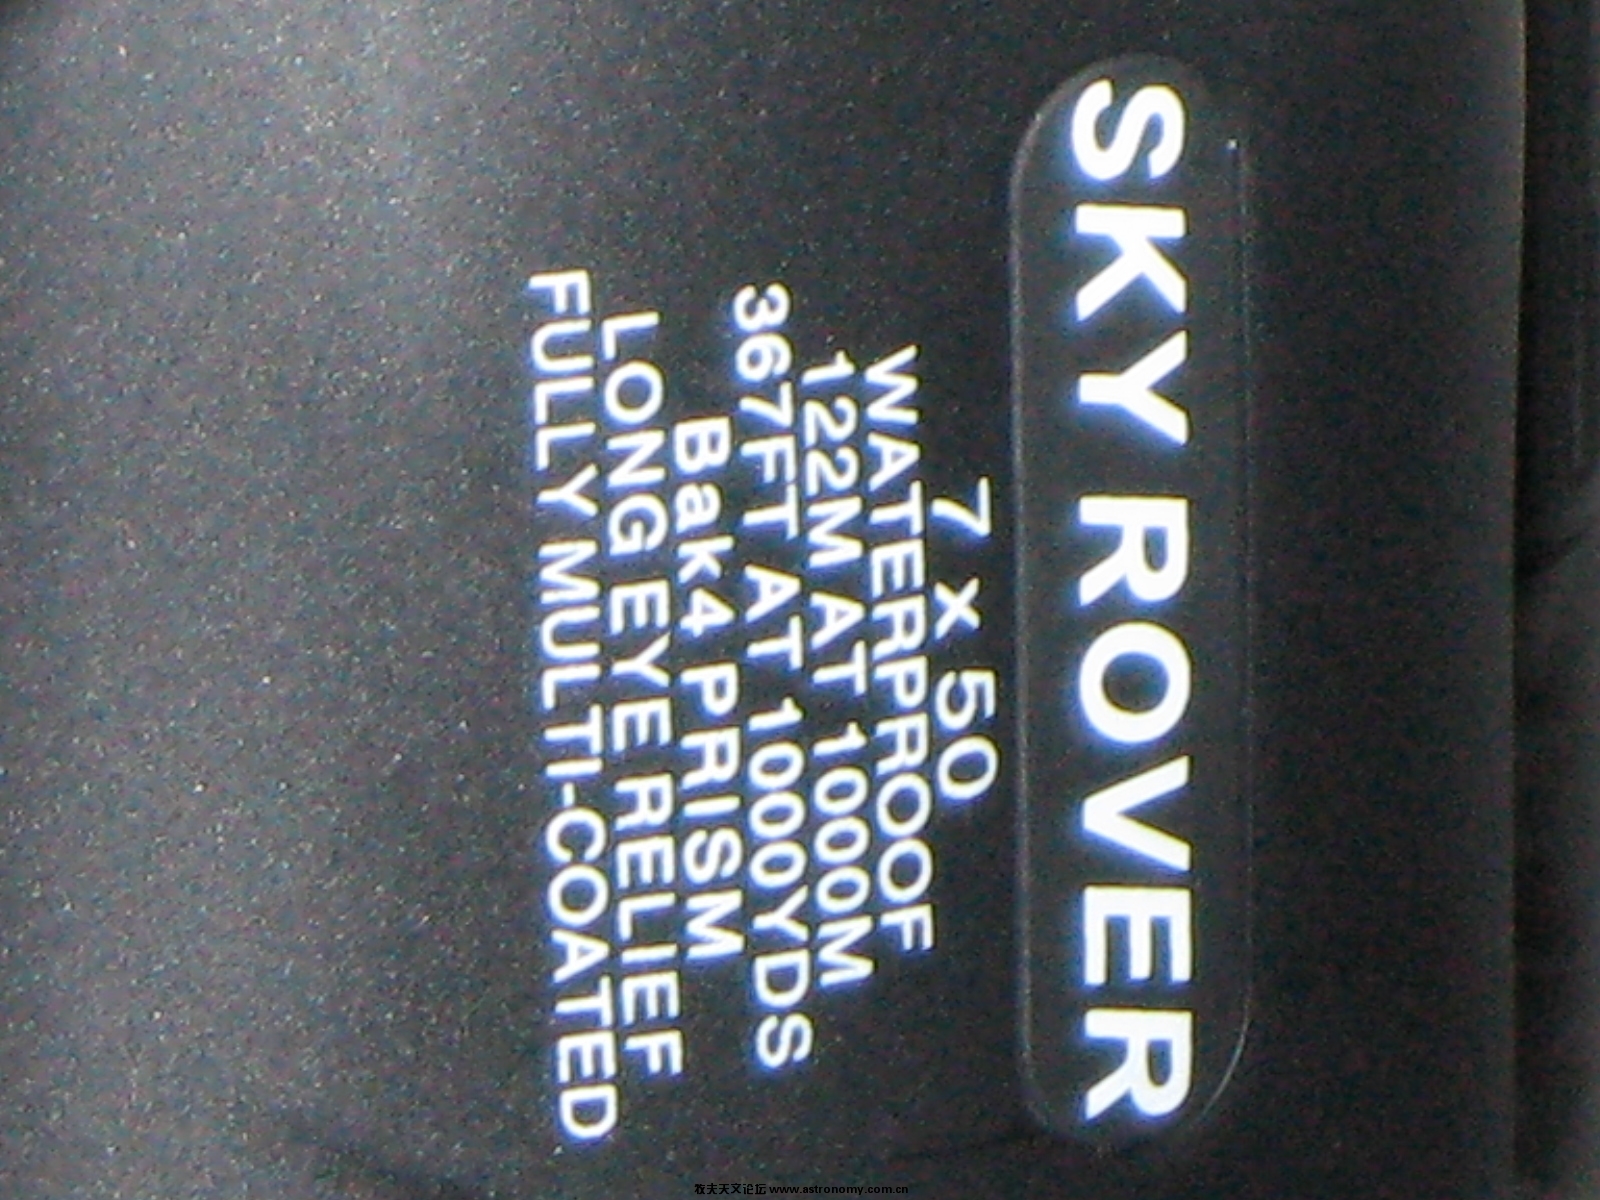 SKY ROVER
7 x 50
WATERPROOF
122M AT 1000M
367FT AT 1000YDS
Bak4 PRISM
LONG EYE RELIEF
FULLY MULTI-COATED
牧夫天文论坛 www.astronomy.com.cn